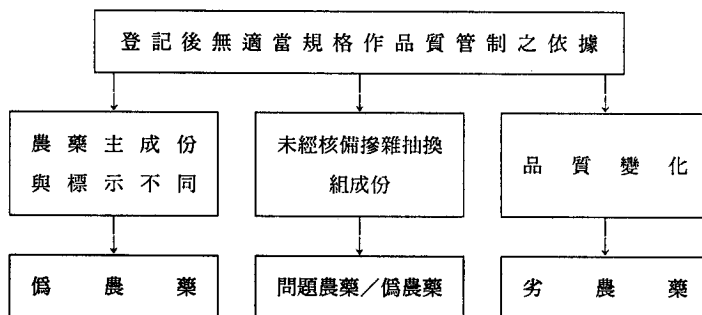 登記後無適當規格作品質管制之依據
農藥主成份
與標示不同
未經核備摻雜抽換
組成份
品質變化
僞農藥
問題農藥／僞農藥
劣農藥